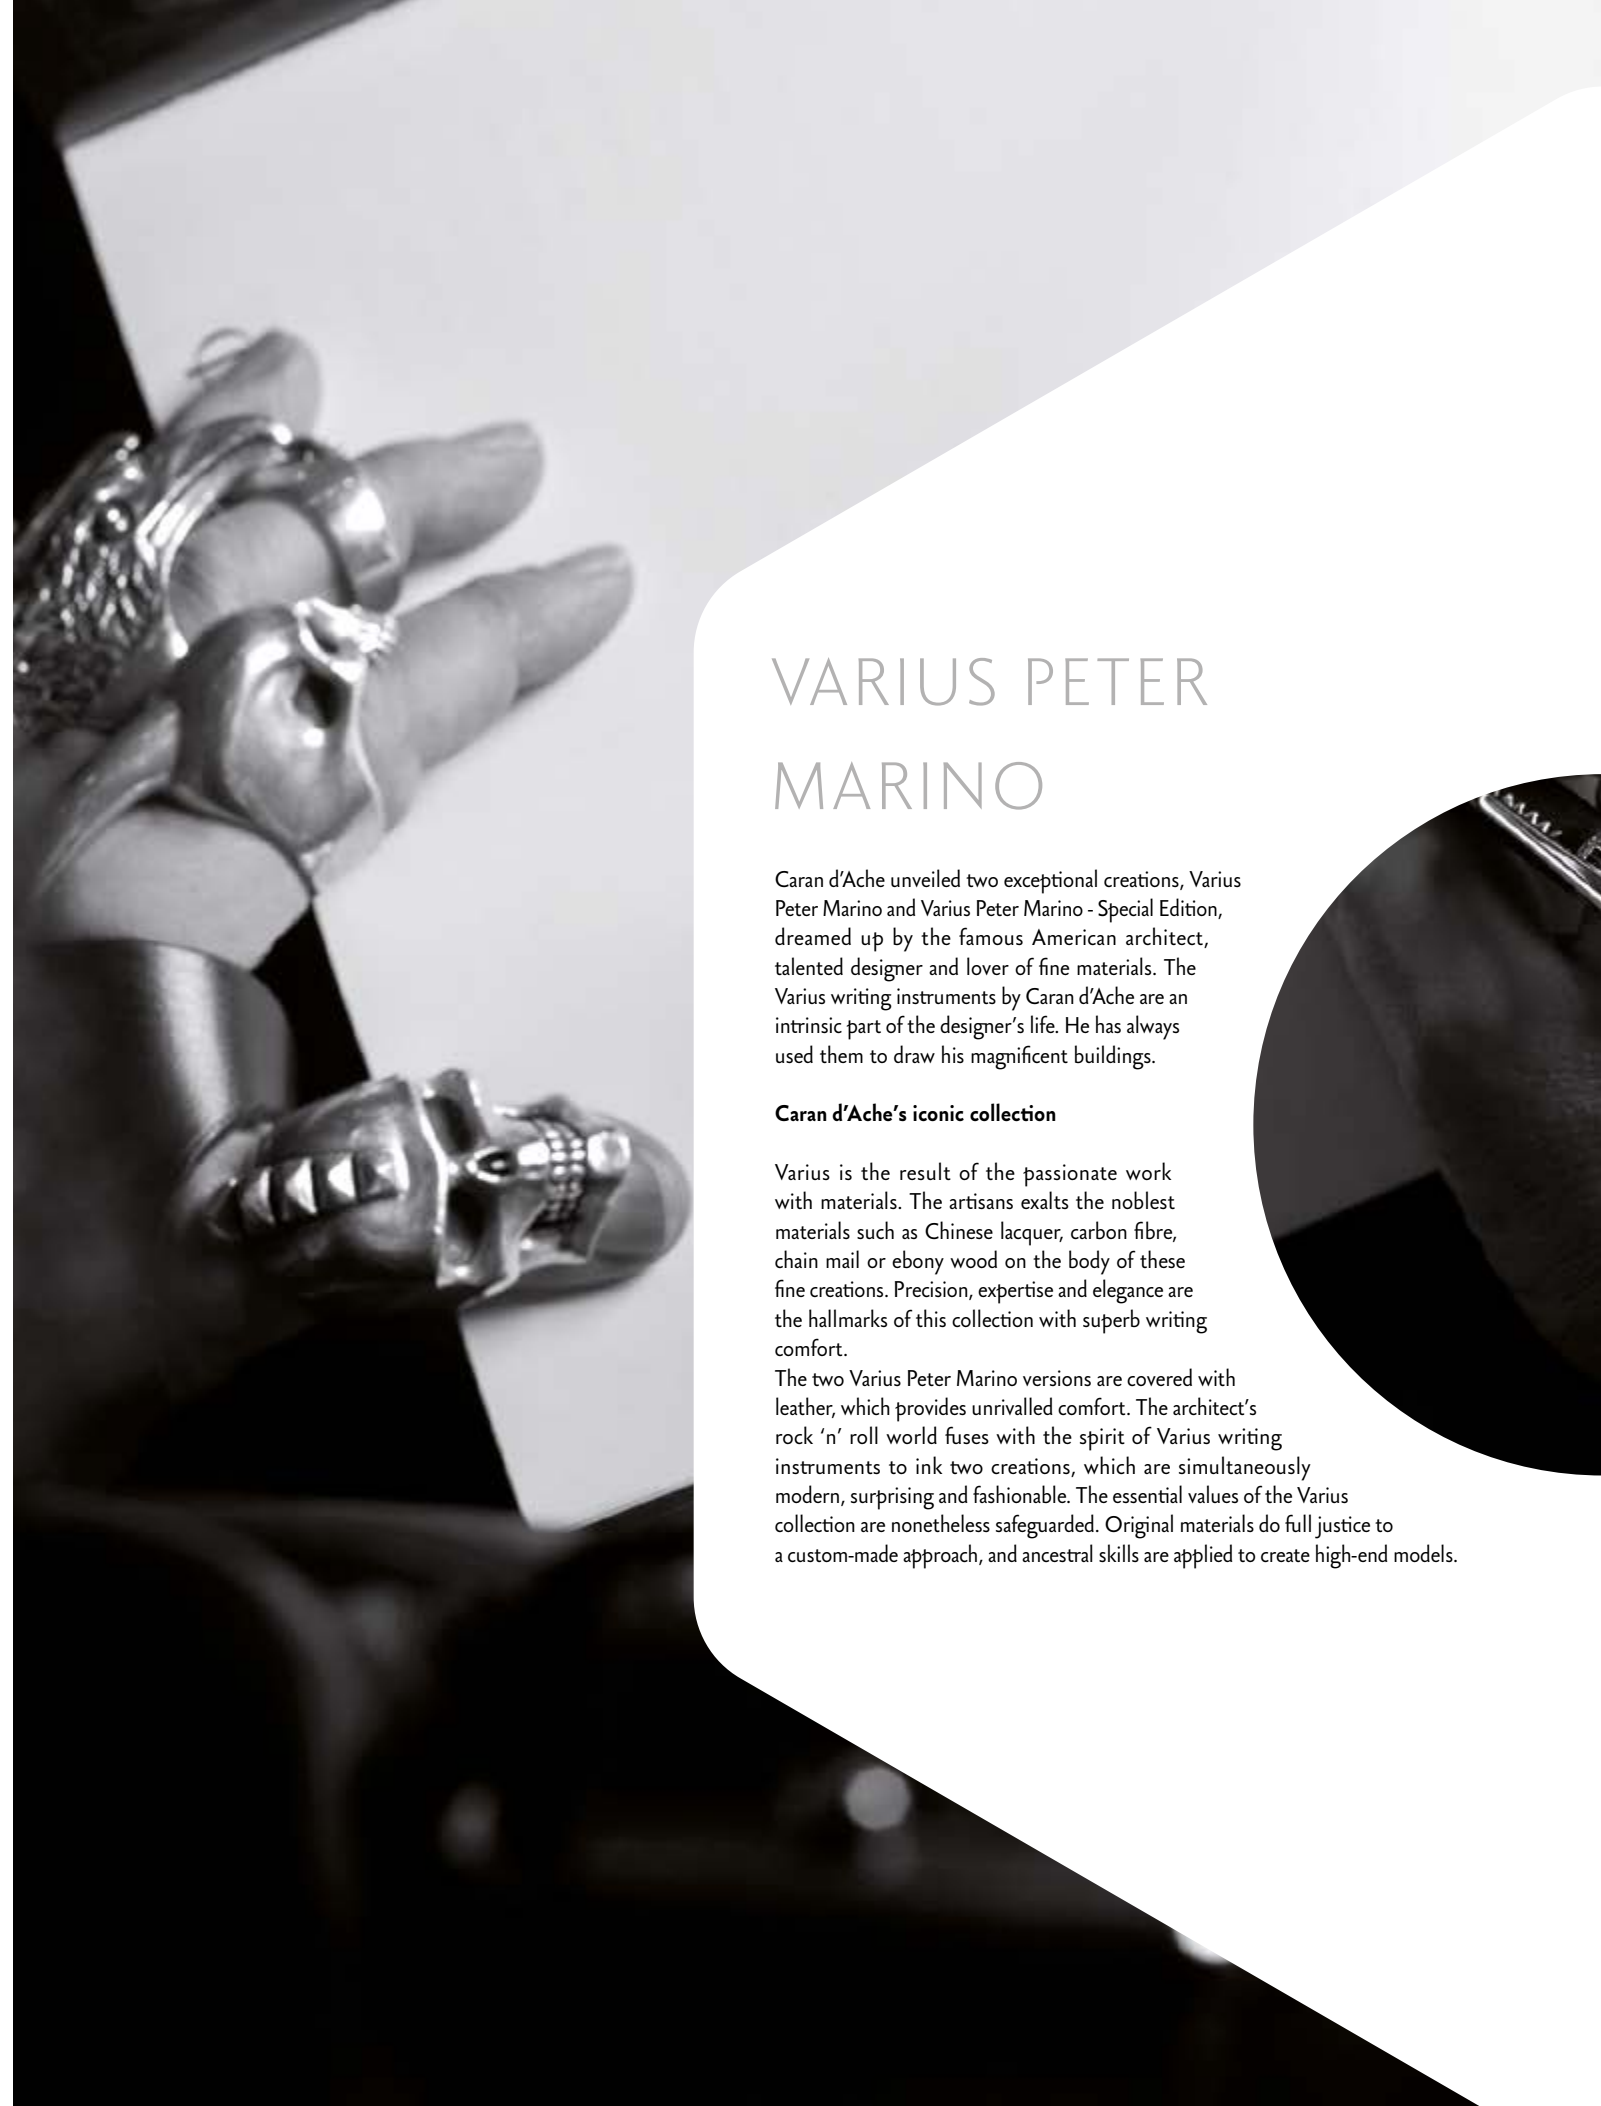 VARIUS PETER
MARINO
Caran d’Ache unveiled two exceptional creations, Varius
Peter Marino and Varius Peter Marino - Special Edition,
dreamed up by the famous American architect,
talented designer and lover of fine materials. The
Varius writing instruments by Caran d’Ache are an
intrinsic part of the designer’s life. He has always
used them to draw his magnificent buildings.
Caran d’Ache’s iconic collection
Varius is the result of the passionate work
with materials. The artisans exalts the noblest
materials such as Chinese lacquer, carbon fibre,
chain mail or ebony wood on the body of these
fine creations. Precision, expertise and elegance are
the hallmarks of this collection with superb writing
comfort.
The two Varius Peter Marino versions are covered with
leather, which provides unrivalled comfort. The architect’s
rock ‘n’ roll world fuses with the spirit of Varius writing
instruments to ink two creations, which are simultaneously
modern, surprising and fashionable. The essential values of the Varius
collection are nonetheless safeguarded. Original materials do full justice to
a custom-made approach, and ancestral skills are applied to create high-end models.